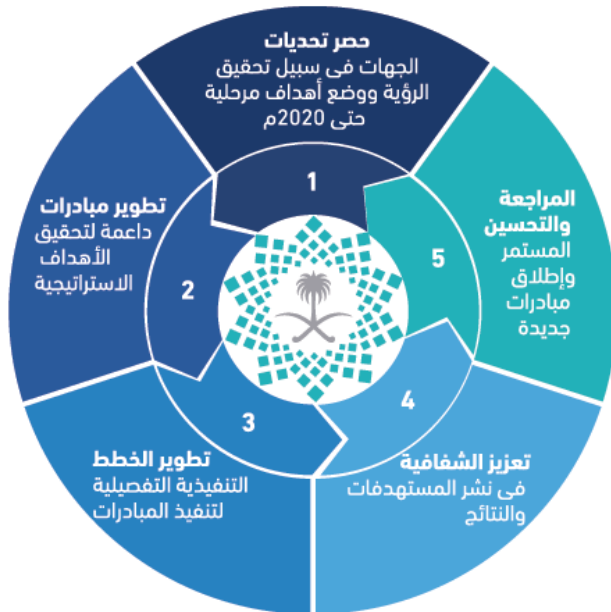 حصر تحديات
الجهات فى سبيل تحقيق
الرؤية ووضع أهداف مرحلية
حتى 2020م
1
تطوير مبادرات
داعمة لتحقيق
الأهداف
الاستراتيجية
2
تطوير الخطط
التنفيذية التفصيلية
لتنفيذ المبادرات
3
تعزيز الشفافية
فى نشر المستهدفات
والنتائج
4
المراجعة
والتحسين
المستمر
وإطلاق
مبادرات
جديدة
5